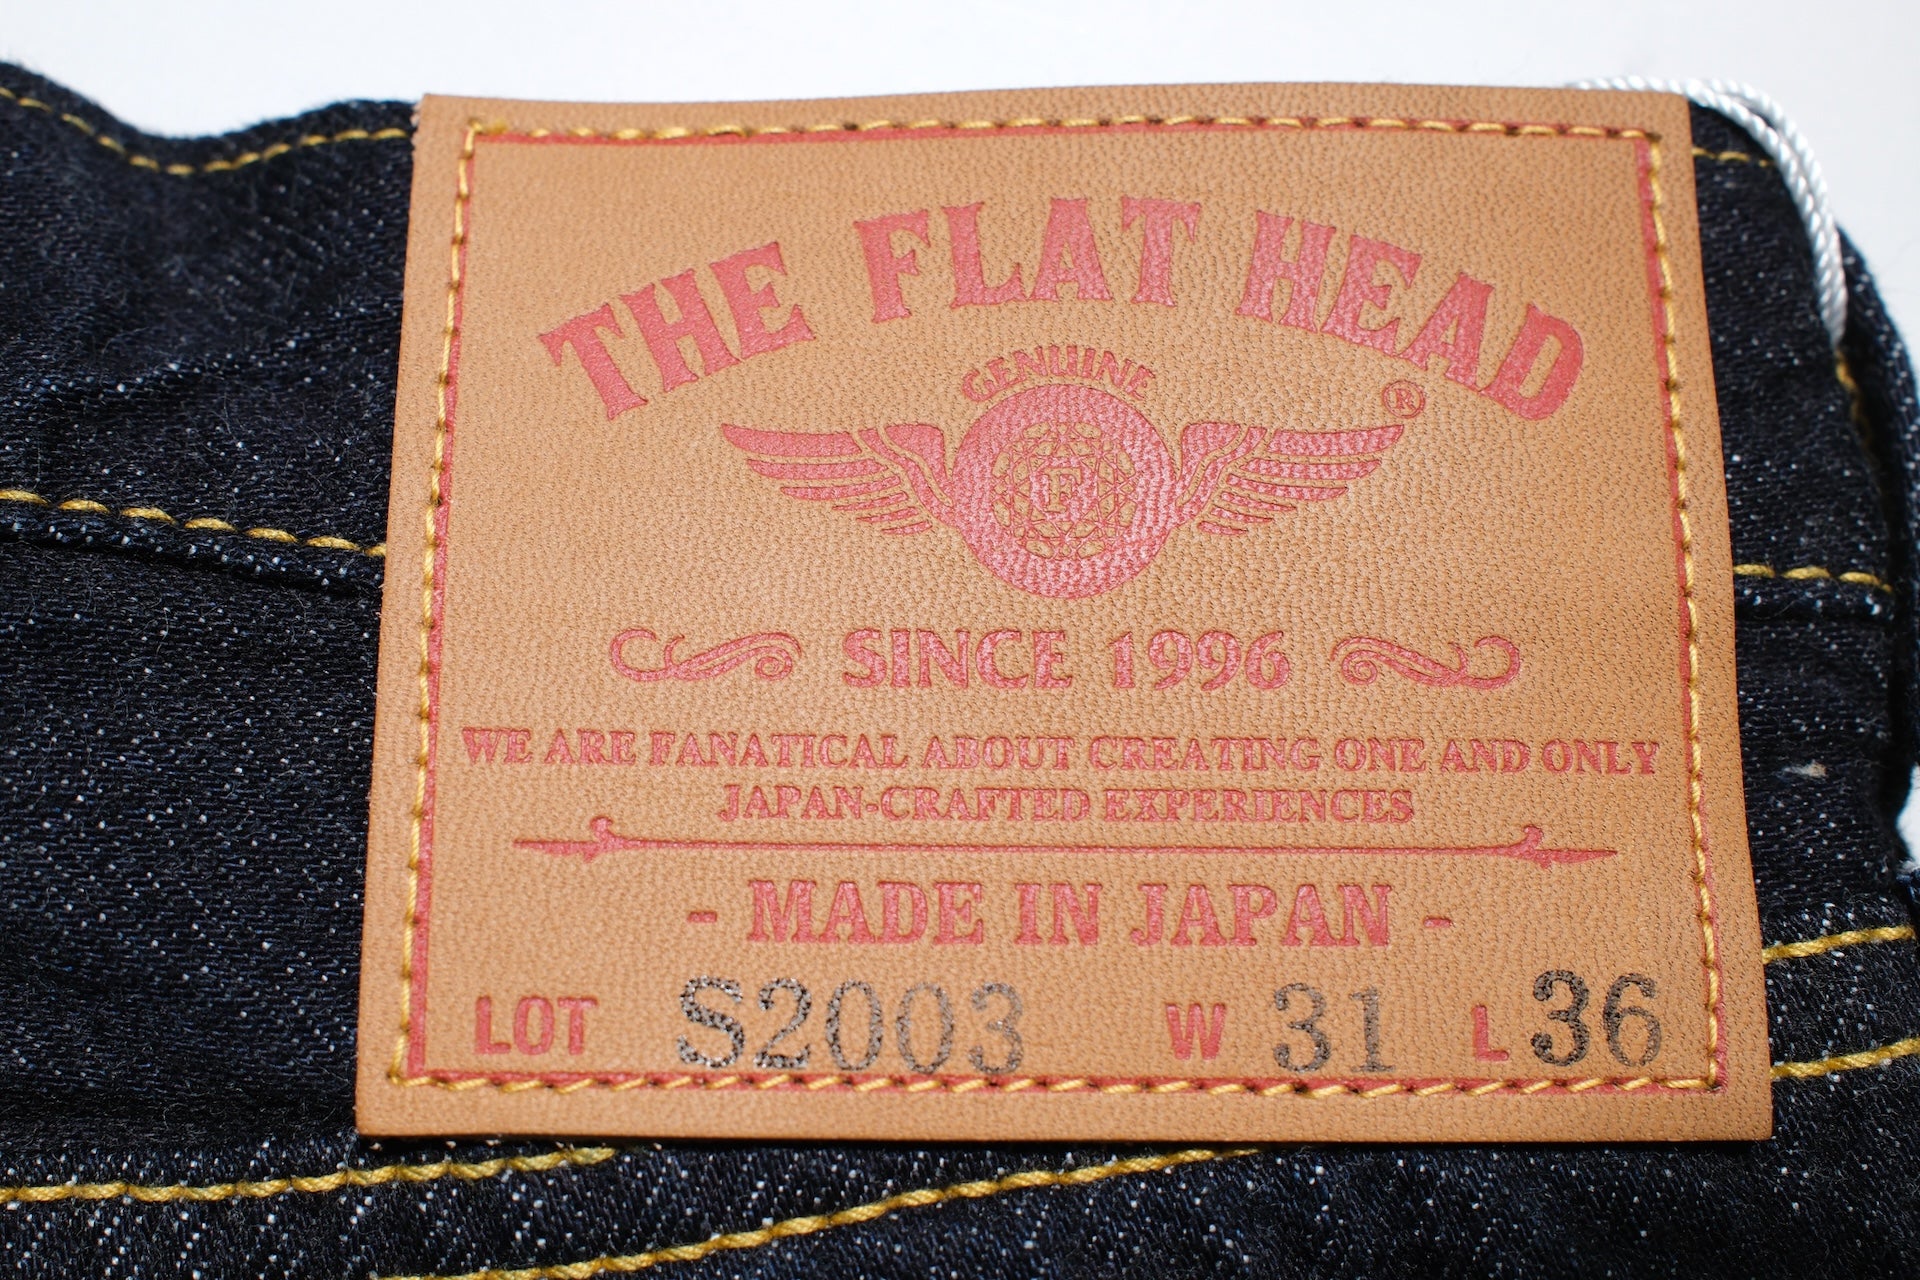 THE FLAT HEAD
GENUINE
®
F
SINCE 1996
WE ARE FANATICAL ABOUT CREATING ONE AND ONLY
JAPAN-CRAFTED EXPERIENCES
- MADE IN JAPAN -
LOT S2003 W 31 L 36